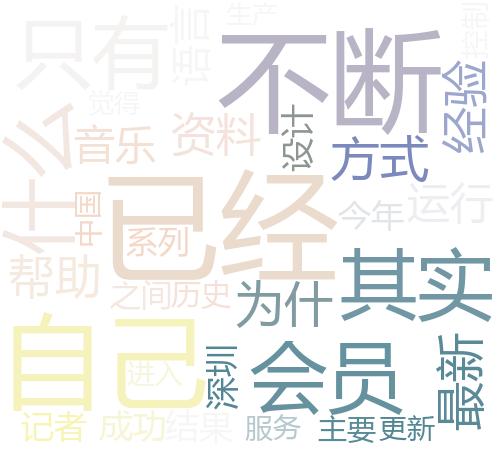 生产
只有
语言
控制
不断
觉得
经验
什么
音乐
资料
设计
方式
已经
中国
今年
运行
系列
帮助
之间
历史
为什
其实
自己
会员
最新
深圳
进入
记者
成功
结果
服务
主要
更新